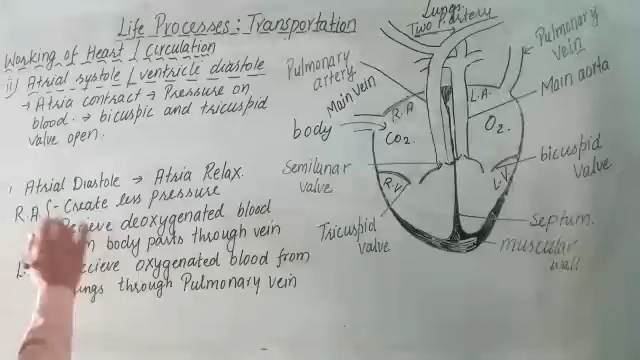 Life Processes: Transportation
Working of Heart / Circulation
ii) Atrial systole / ventricle diastole
→ Atria contract → Pressure on
blood. → bicuspic and tricuspid
valve open.
i Atrial Diastole → Atria Relax.
R.A - Create less pressure
Recieve deoxygenated blood
body parts through vein
L. recieve oxygenated blood from
ungs through Pulmonary vein
Lungs
Two P. artery
Pulmonary
vein
Pulmonary
artery
Main vein
Main aorta
R.A
L.A.
body
CO2.
O2.
Semilunar
valve
bicuspid
Valve
R.V
L.V
Tricuspid
valve
Septum.
muscular
wall